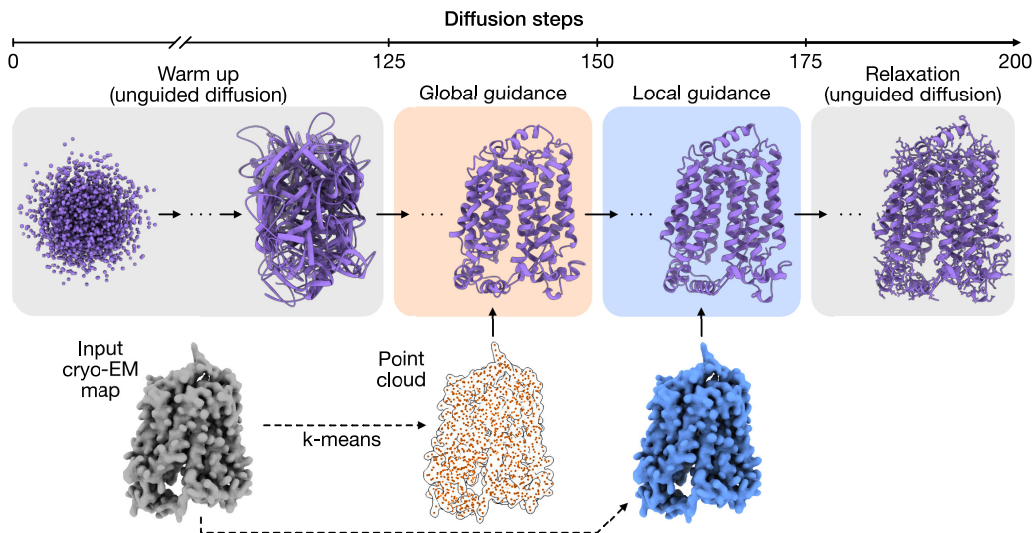 Diffusion steps
0 125 150 175 200
Warm up
(unguided diffusion)
Global guidance
Local guidance
Relaxation
(unguided diffusion)
Input
cryo-EM
map
k-means
Point
cloud